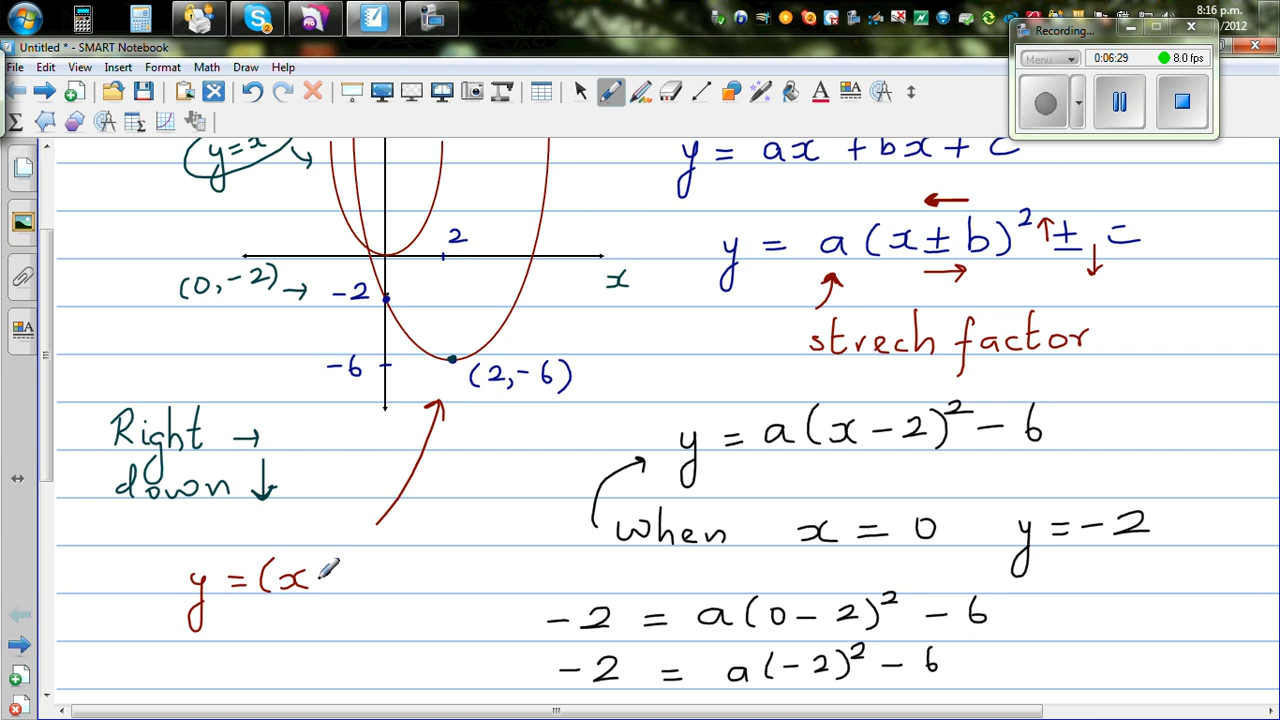 8:16 p.m.
/2012
Untitled * - SMART Notebook
Recording...
File Edit View Insert Format Math Draw Help
Menu
0:06:29
8.0 fps
y = x
y = ax + bx + c
2
y = a(x ± b)² ±
(0, -2) →
-2
x
strech factor
-6
(2, -6)
Right →
y = a(x - 2)² - 6
down ↓
when x = 0 y = -2
y = (x
-2 = a(0 - 2)² - 6
-2 = a(-2)² - 6